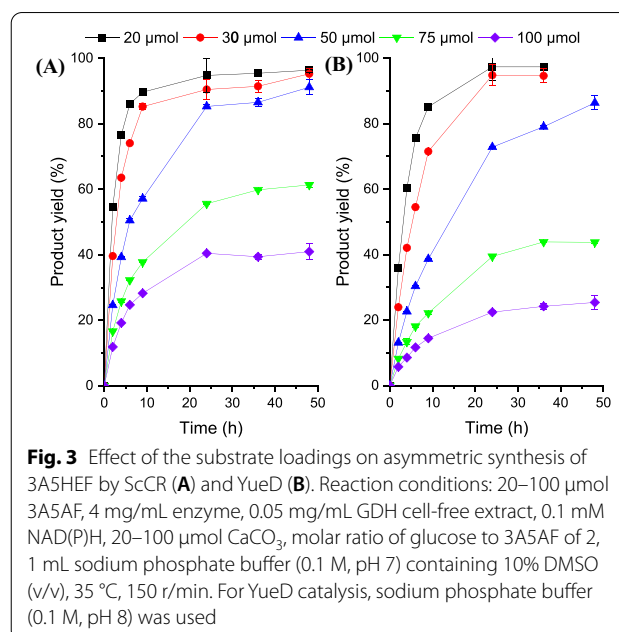 20 µmol 30 µmol 50 µmol 75 µmol 100 µmol
(A)
Product yield (%)
100
80
60
40
20
0
0 10 20 30 40 50
Time (h)
(B)
Product yield (%)
100
80
60
40
20
0
0 10 20 30 40 50
Time (h)
Fig. 3 Effect of the substrate loadings on asymmetric synthesis of
3A5HEF by ScCR (A) and YueD (B). Reaction conditions: 20–100 µmol
3A5AF, 4 mg/mL enzyme, 0.05 mg/mL GDH cell-free extract, 0.1 mM
NAD(P)H, 20–100 µmol CaCO₃, molar ratio of glucose to 3A5AF of 2,
1 mL sodium phosphate buffer (0.1 M, pH 7) containing 10% DMSO
(v/v), 35 °C, 150 r/min. For YueD catalysis, sodium phosphate buffer
(0.1 M, pH 8) was used